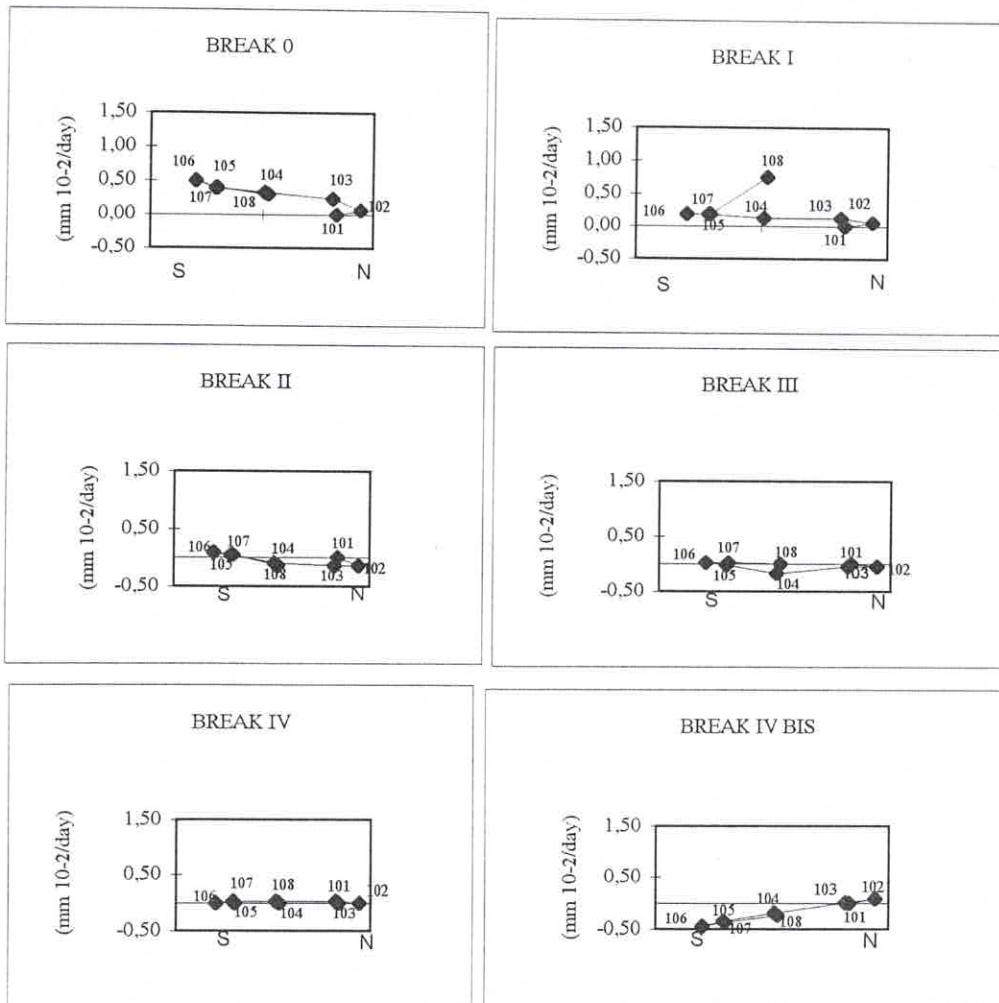 BREAK 0
(mm 10-2/day)
1,50
1,00
0,50
0,00
-0,50
106
105
104
103
107
108
102
101
S
N
BREAK I
(mm 10-2/day)
1,50
1,00
0,50
0,00
-0,50
108
106
107
104
103
102
105
101
S
N
BREAK II
(mm 10-2/day)
1,50
0,50
-0,50
106
107
104
101
105
108
103
102
S
N
BREAK III
(mm 10-2/day)
1,50
0,50
-0,50
106
107
108
101
105
104
103
102
S
N
BREAK IV
(mm 10-2/day)
1,50
0,50
-0,50
106
107
108
101
102
105
104
103
S
N
BREAK IV BIS
(mm 10-2/day)
1,50
0,50
-0,50
106
105
104
103
102
107
108
101
S
N